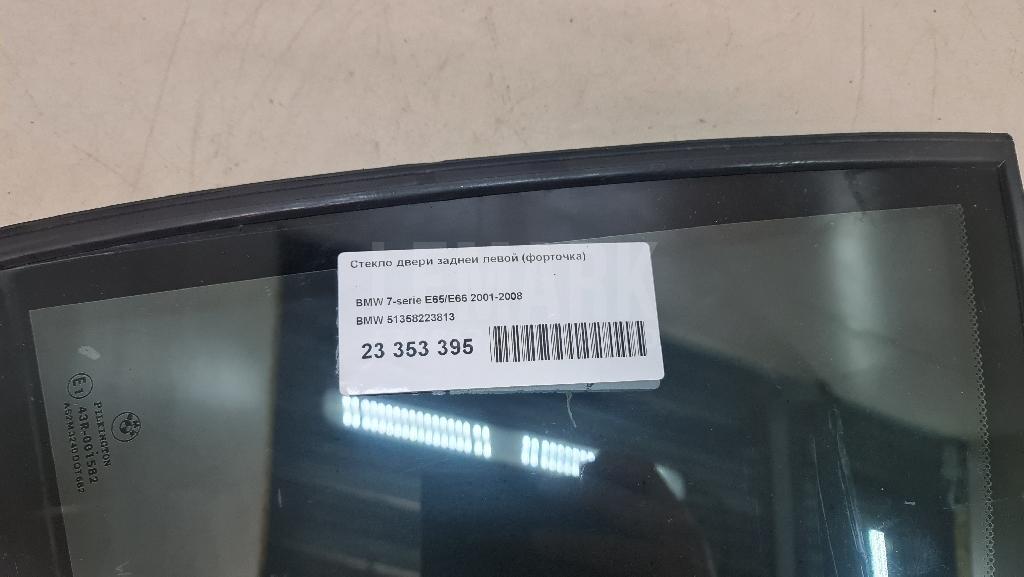 Стекло двери задней левой (форточка)
BMW 7-serie E65/E66 2001-2008
BMW 51358223813
23 353 395
PILKINGTON
E1 43R-001582